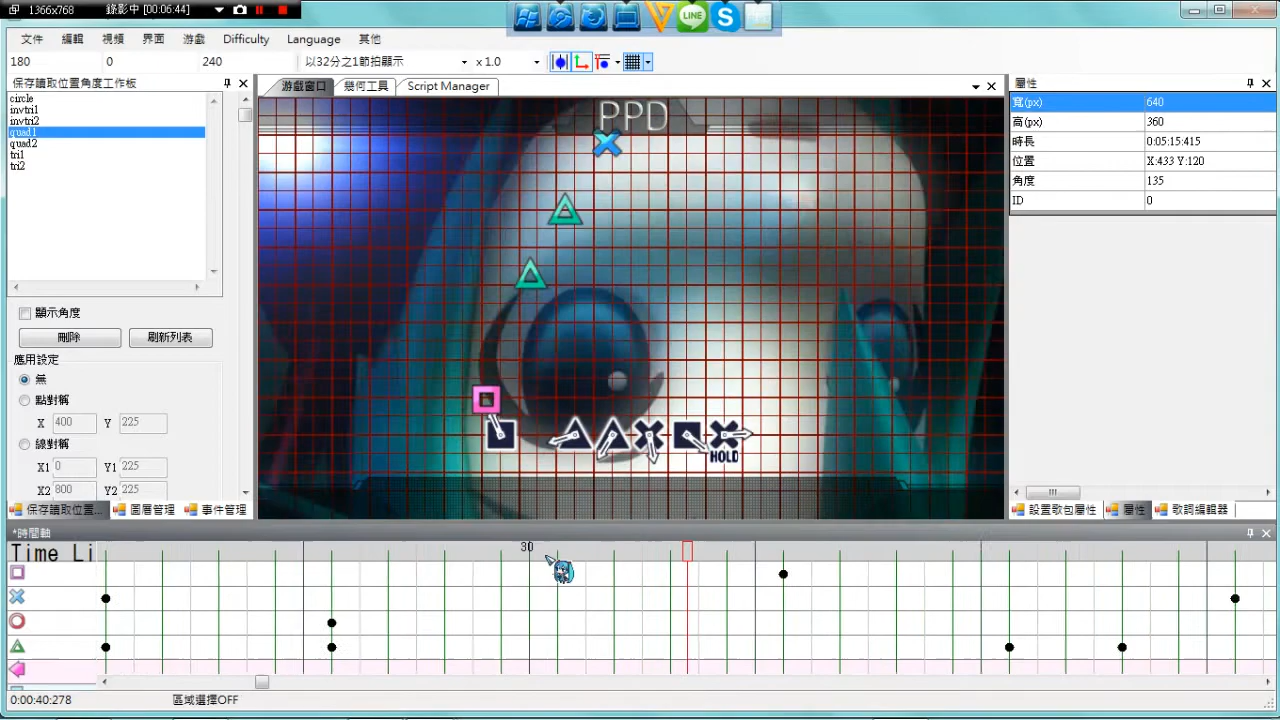 1366x768 錄影中 [00:06:44]
LINE
文件 編輯 視頻 界面 遊戲 Difficulty Language 其他
180 0 240 以32分之1節拍顯示 x 1.0
保存讀取位置角度工作板
circle
invtri1
invtri2
quad1
quad2
tri1
tri2
顯示角度
刪除 刷新列表
應用設定
無
點對稱
X 400 Y 225
線對稱
X1 0 Y1 225
X2 800 Y2 225
保存讀取位置... 圖層管理 事件管理
遊戲窗口 幾何工具 Script Manager
PPD
HOLD
屬性
寬(px) 640
高(px) 360
時長 0:05:15:415
位置 X:433 Y:120
角度 135
ID 0
設置歌包屬性 屬性 歌詞編輯器
*時間軸
Time Li 30
0:00:40:278 區域選擇OFF